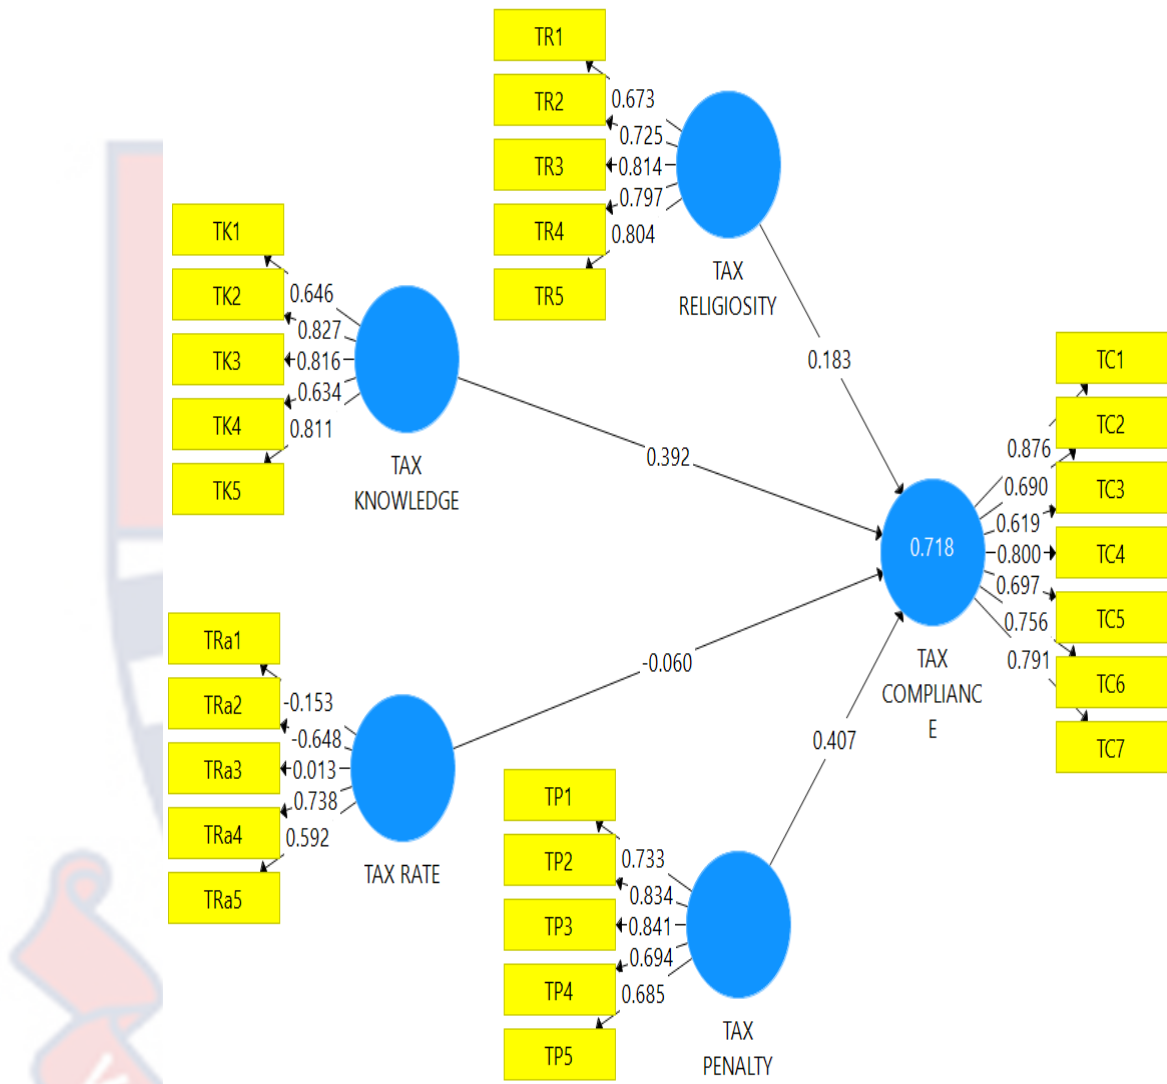 TR1
TR2
TR3
TR4
TR5
0.673
0.725
0.814
0.797
0.804
TAX
RELIGIOSITY
0.183
TK1
TK2
TK3
TK4
TK5
0.646
0.827
0.816
0.634
0.811
TAX
KNOWLEDGE
0.392
TC1
TC2
TC3
TC4
TC5
TC6
TC7
0.876
0.690
0.619
0.800
0.697
0.756
0.791
0.718
TAX
COMPLIANC
E
TRa1
TRa2
TRa3
TRa4
TRa5
-0.153
-0.648
0.013
0.738
0.592
TAX RATE
-0.060
TP1
TP2
TP3
TP4
TP5
0.733
0.834
0.841
0.694
0.685
TAX
PENALTY
0.407